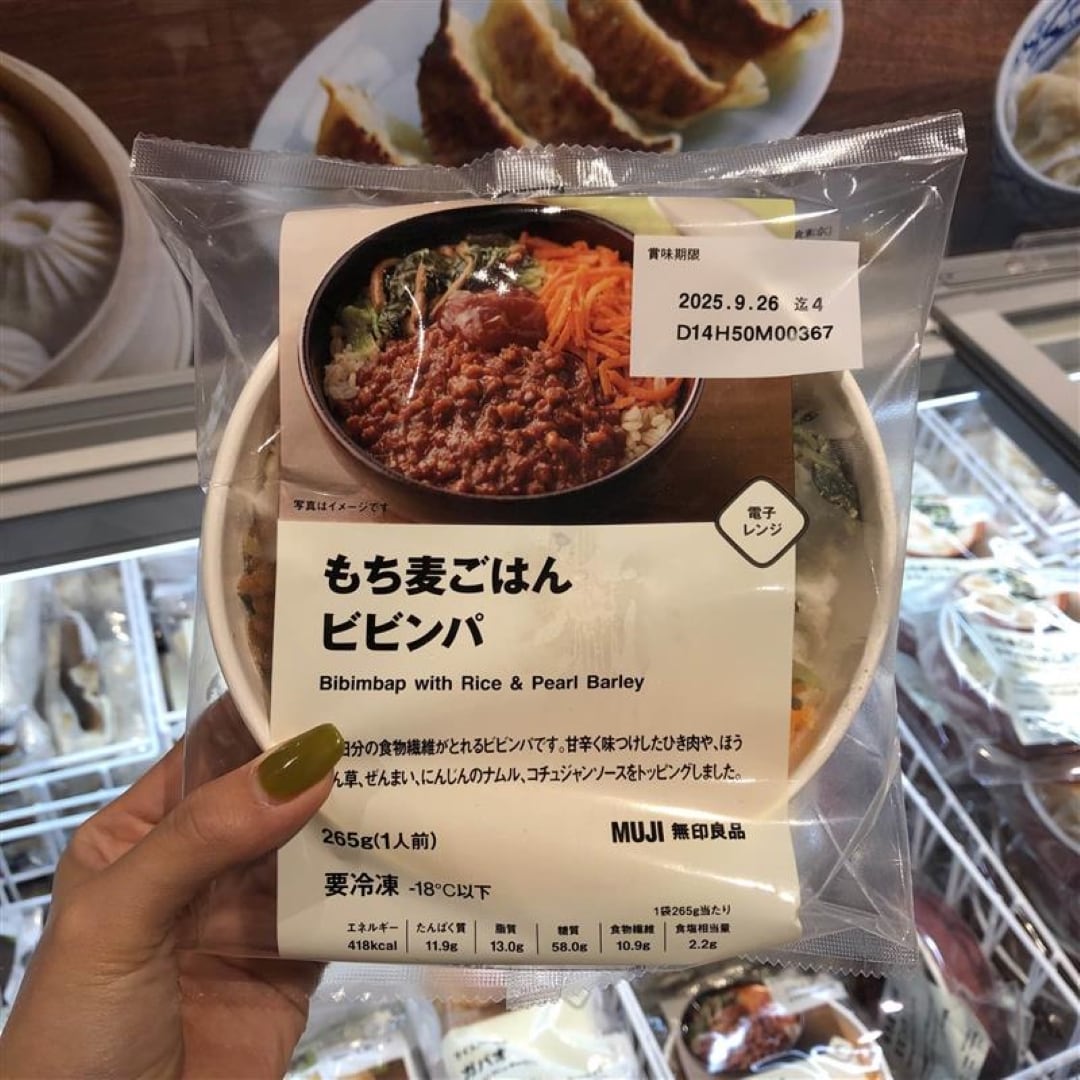 賞味期限
2025.9.26 迄4
D14H50M00367
写真はイメージです
電子
レンジ
もち麦ごはん
ビビンパ
Bibimbap with Rice & Pearl Barley
日分の食物繊維がとれるビビンパです。甘辛く味つけしたひき肉や、ほう
ん草、ぜんまい、にんじんのナムル、コチュジャンソースをトッピングしました。
265g(1人前)
MUJI 無印良品
要冷凍 -18℃以下
1袋265g当たり
エネルギー たんぱく質 脂質 糖質 食物繊維 食塩相当量
418kcal 11.9g 13.0g 58.0g 10.9g 2.2g
ガパオ